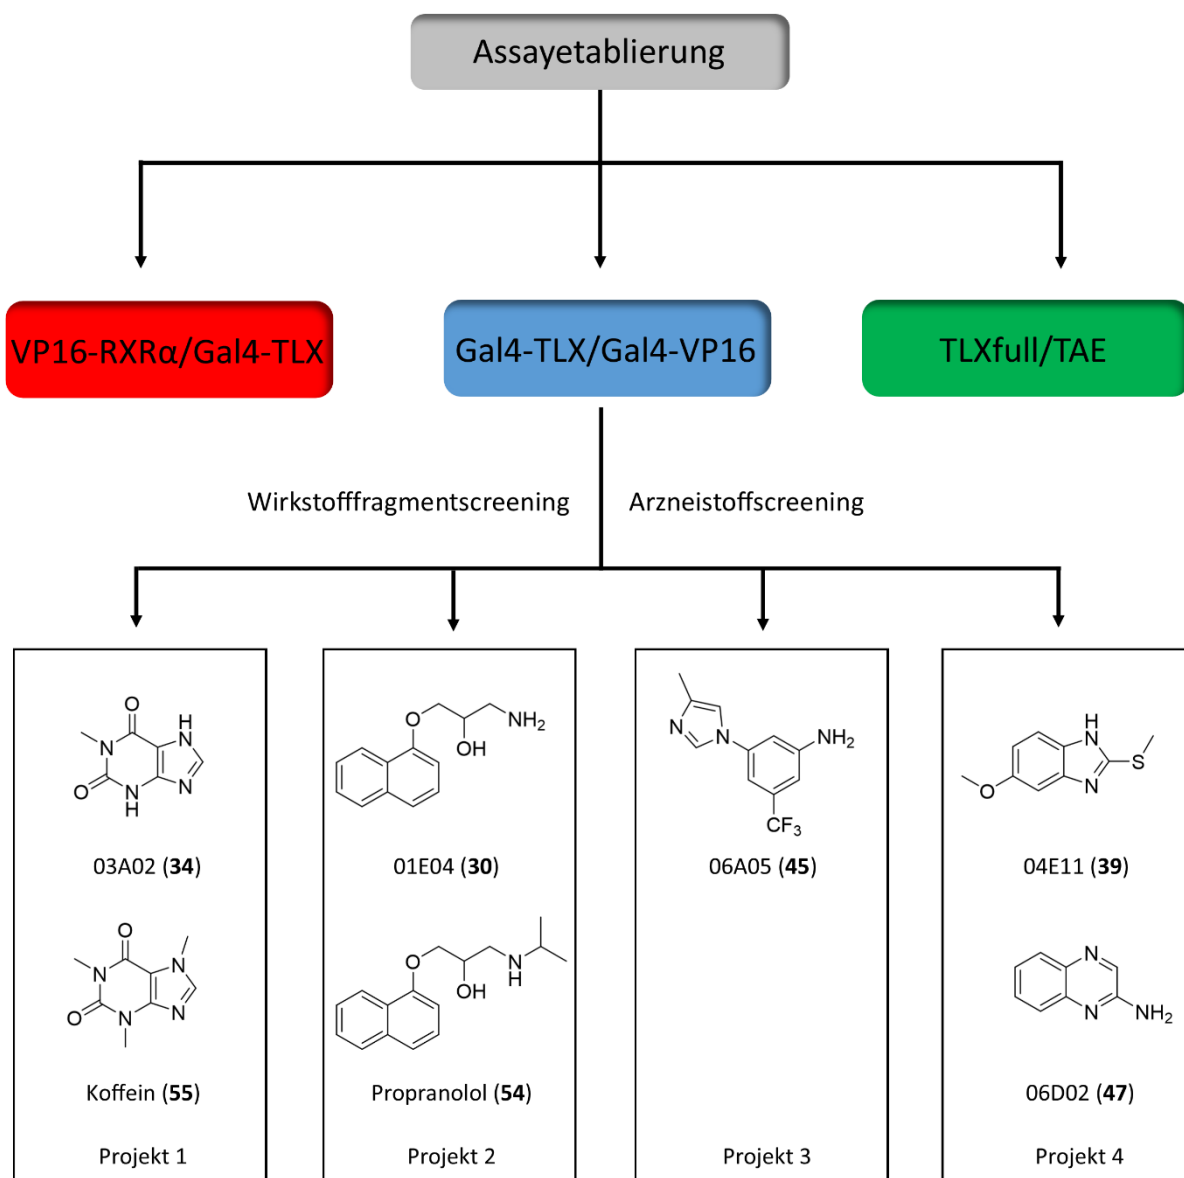 Assayetablierung
VP16-RXRα/Gal4-TLX
Gal4-TLX/Gal4-VP16
TLXfull/TAE
Wirkstofffragmentscreening
Arzneistoffscreening
O
H
N
N
O
N
H
N
03A02 (34)
O
N
N
O
N
N
Koffein (55)
Projekt 1
O
OH
NH2
01E04 (30)
O
OH
N
H
Propranolol (54)
Projekt 2
N
N
NH2
CF3
06A05 (45)
Projekt 3
H
N
S
N
O
04E11 (39)
N
N
NH2
06D02 (47)
Projekt 4